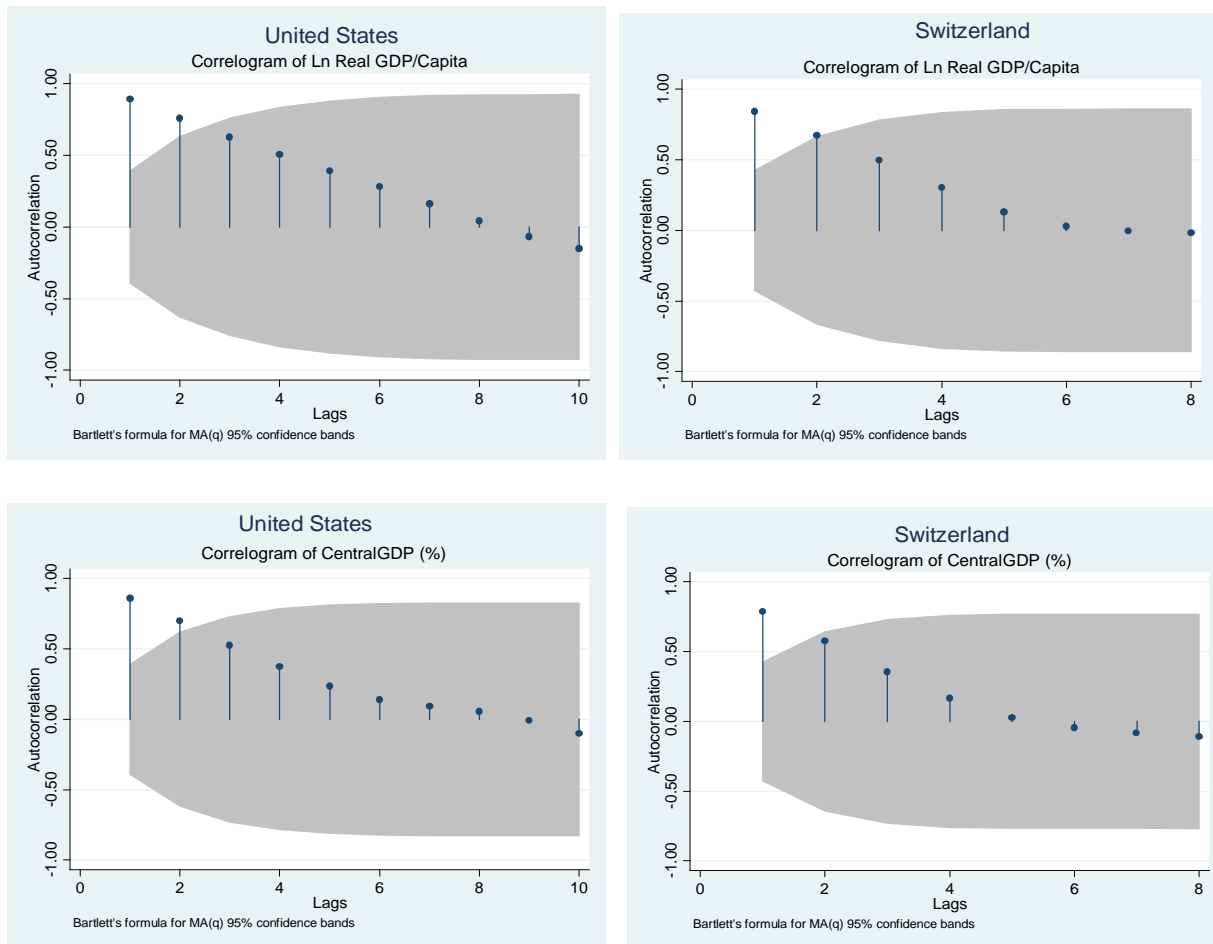 United States
Correlogram of Ln Real GDP/Capita
Autocorrelation
1.00
0.50
0.00
-0.50
-1.00
0 2 4 6 8 10
Lags
Bartlett's formula for MA(q) 95% confidence bands
Switzerland
Correlogram of Ln Real GDP/Capita
Autocorrelation
1.00
0.50
0.00
-0.50
-1.00
0 2 4 6 8
Lags
Bartlett's formula for MA(q) 95% confidence bands
United States
Correlogram of CentralGDP (%)
Autocorrelation
1.00
0.50
0.00
-0.50
-1.00
0 2 4 6 8 10
Lags
Bartlett's formula for MA(q) 95% confidence bands
Switzerland
Correlogram of CentralGDP (%)
Autocorrelation
1.00
0.50
0.00
-0.50
-1.00
0 2 4 6 8
Lags
Bartlett's formula for MA(q) 95% confidence bands